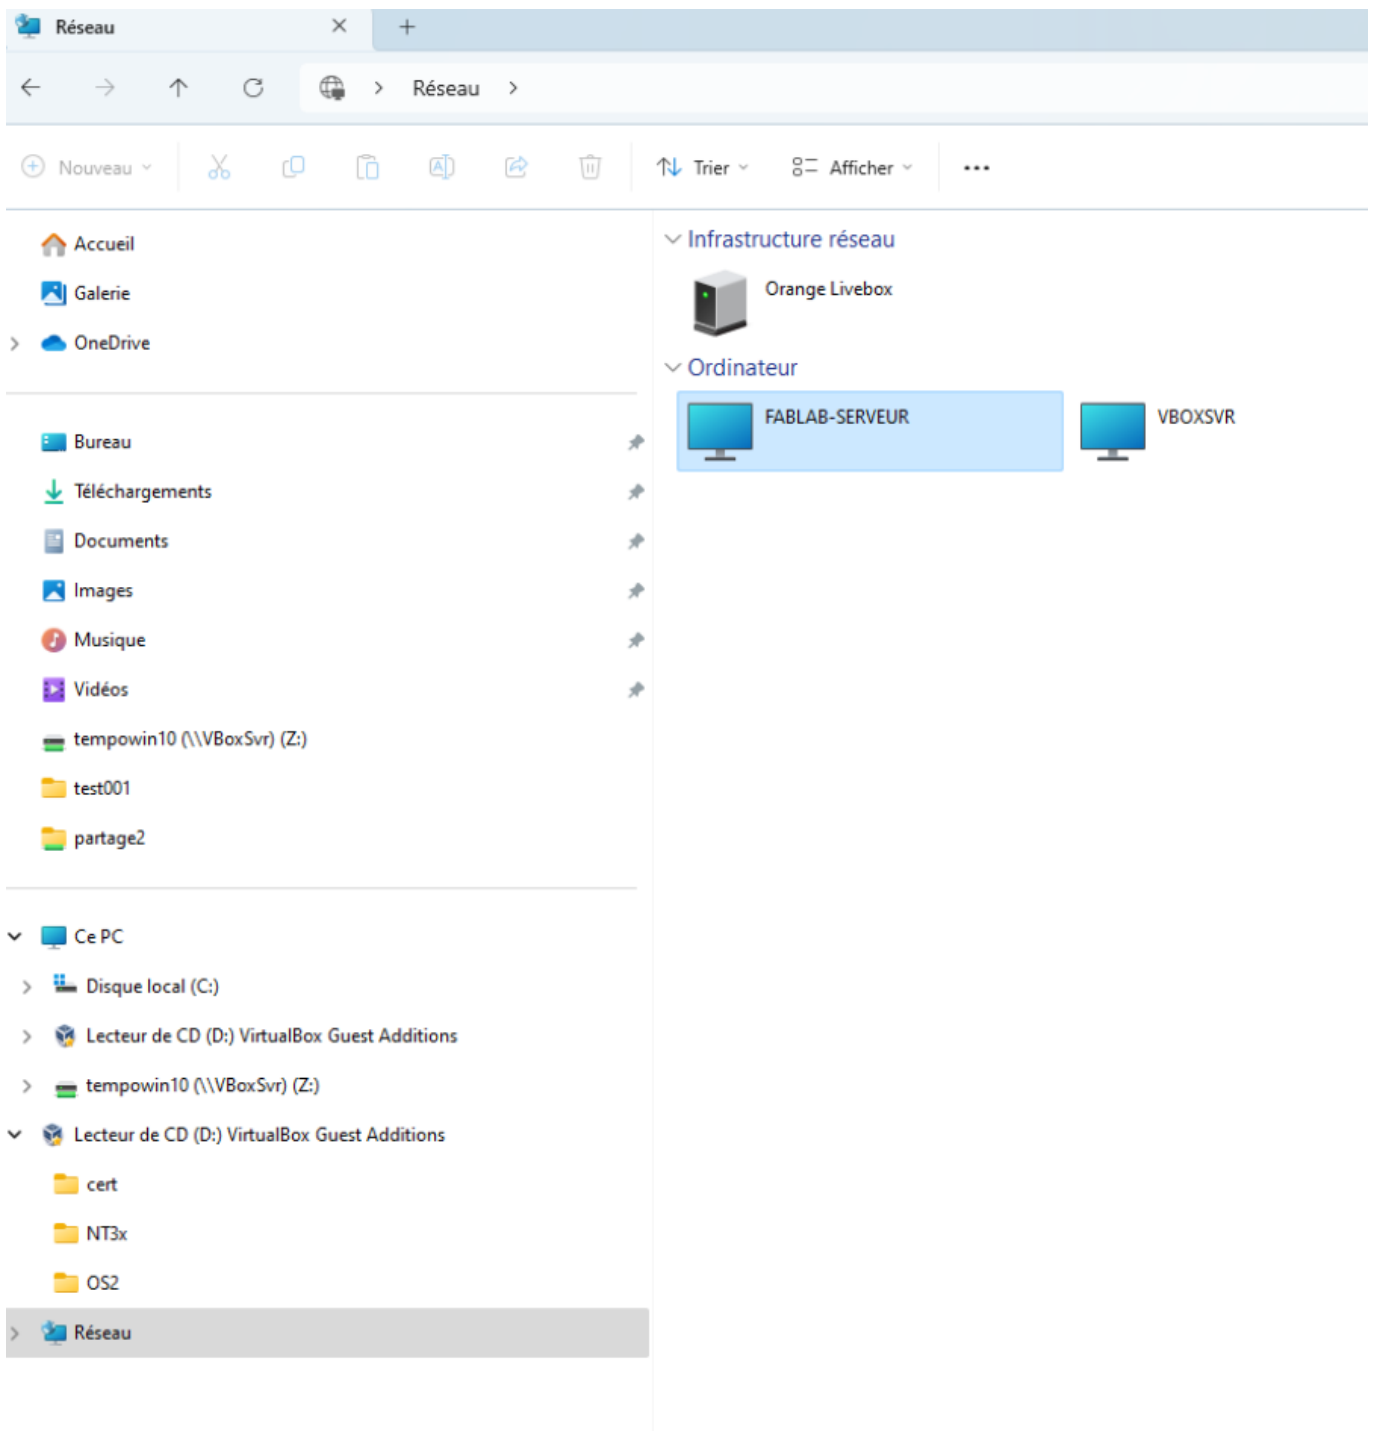 Réseau
Réseau
Nouveau
Trier
Afficher
Accueil
Galerie
OneDrive
Bureau
Téléchargements
Documents
Images
Musique
Vidéos
tempowin10 (\\VBoxSvr) (Z:)
test001
partage2
Ce PC
Disque local (C:)
Lecteur de CD (D:) VirtualBox Guest Additions
tempowin10 (\\VBoxSvr) (Z:)
Lecteur de CD (D:) VirtualBox Guest Additions
cert
NT3x
OS2
Réseau
Infrastructure réseau
Orange Livebox
Ordinateur
FABLAB-SERVEUR
VBOXSVR